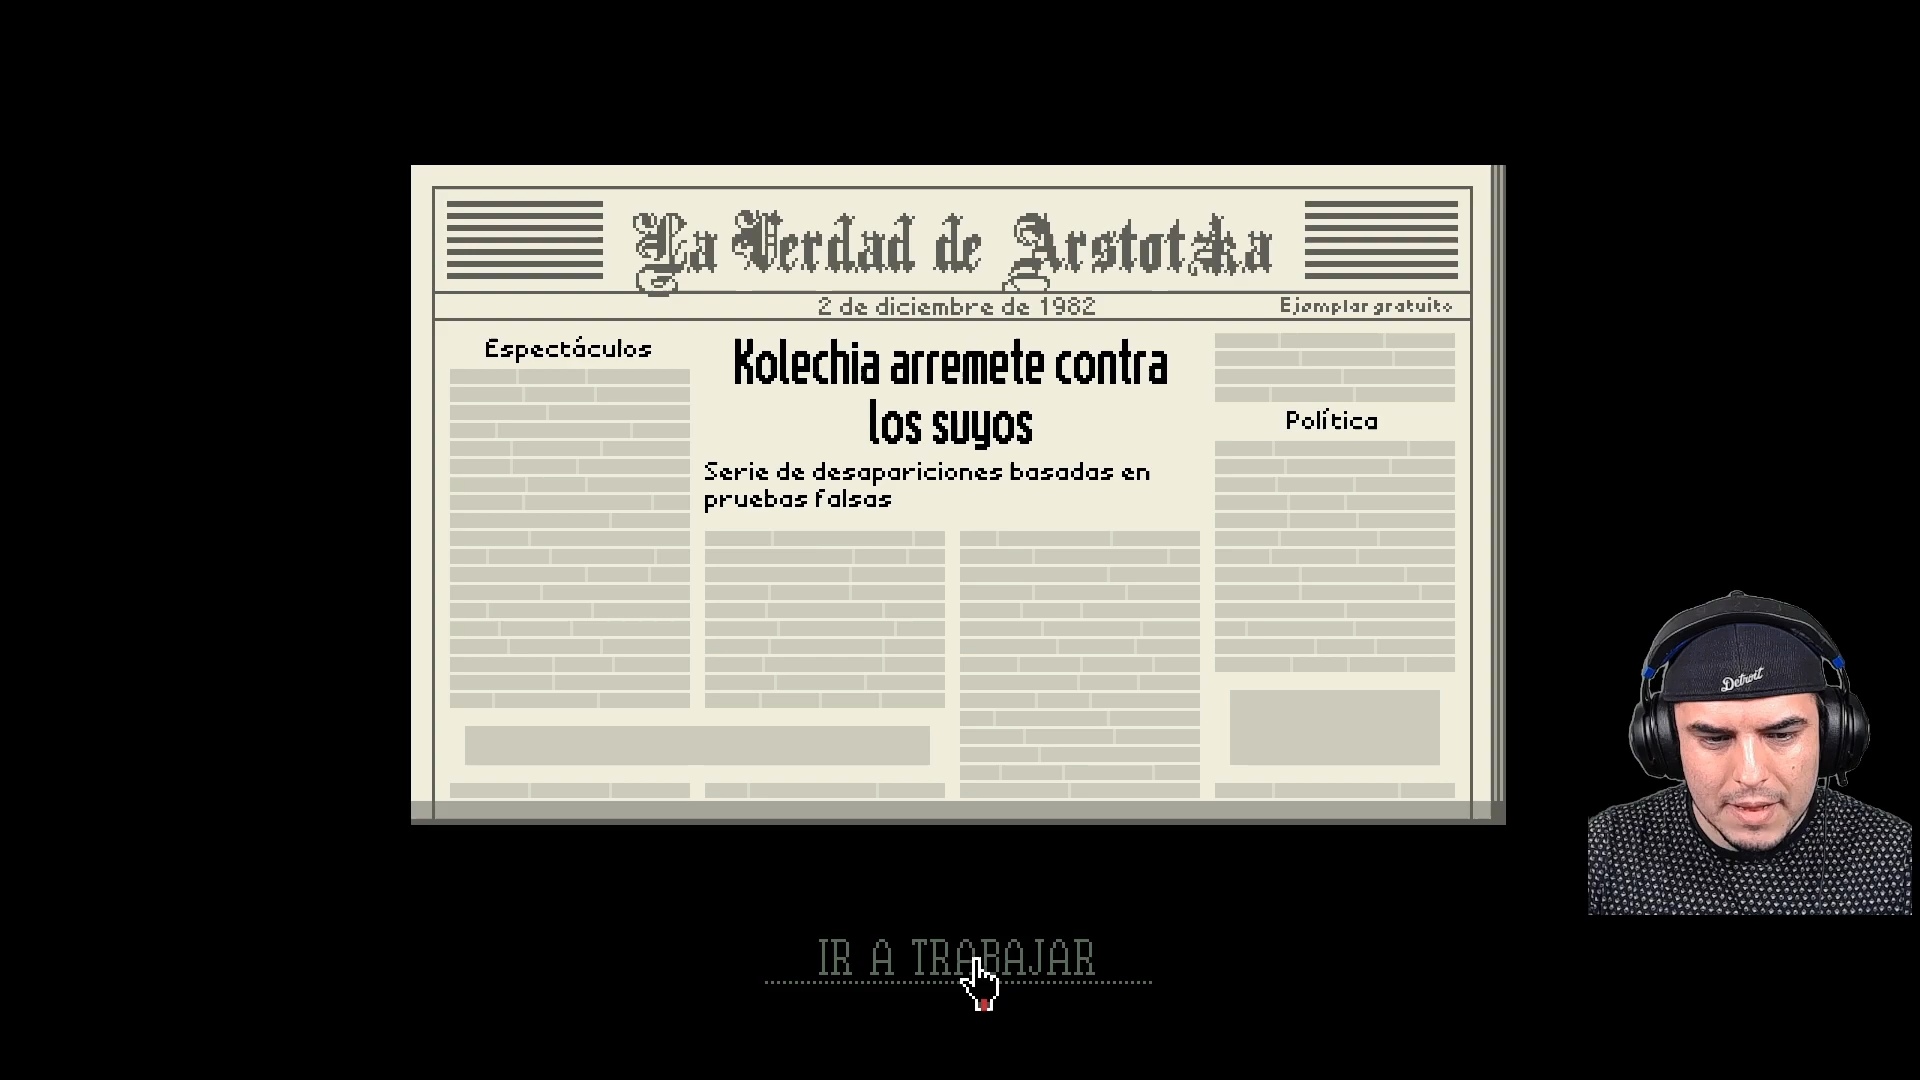 La Verdad de Arstotzka
2 de diciembre de 1982
Ejemplar gratuito
Espectáculos
Kolechia arremete contra
los suyos
Serie de desapariciones basadas en
pruebas falsas
Política
IR A TRABAJAR
Detroit